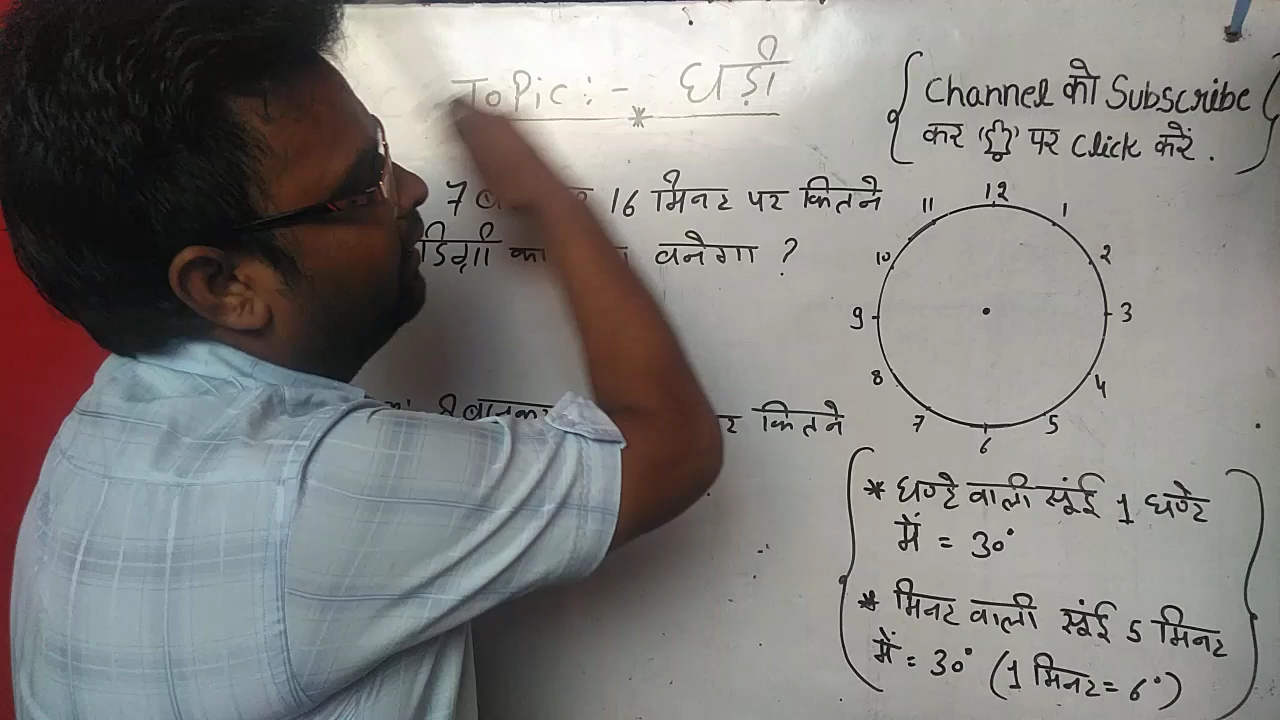 Topic :- घड़ी
{ Channel को Subscribe
कर '🔔' पर Click करें . }
7 16 मिनट पर कितने
डिग्री का बनेगा ?
बजकर कितने
12
11 1
10 2
9 3
8 4
7 5
6
* घण्टे वाली सूंई 1 घण्टे
में = 30°
* मिनट वाली सूंई 5 मिनट
में = 30° (1 मिनट = 6°)